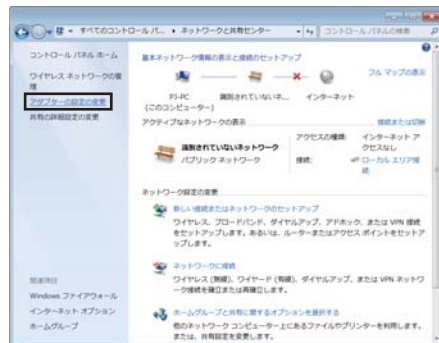 すべてのコントロール パ... ネットワークと共有センター
コントロール パネルの検索
コントロール パネル ホーム
ワイヤレス ネットワークの管
理
アダプターの設定の変更
共有の詳細設定の変更
基本ネットワーク情報の表示と接続のセットアップ
フル マップの表示
PJ-PC
(このコンピューター)
識別されていないネ...
インターネット
アクティブなネットワークの表示
接続または切断
識別されていないネットワーク
パブリック ネットワーク
アクセスの種類:
インターネット ア
クセスなし
接続:
ローカル エリア接
続
ネットワーク設定の変更
新しい接続またはネットワークのセットアップ
ワイヤレス、ブロードバンド、ダイヤルアップ、アドホック、または VPN 接続
をセットアップします。あるいは、ルーターまたはアクセス ポイントをセットア
ップします。
ネットワークに接続
ワイヤレス (無線)、ワイヤード (有線)、ダイヤルアップ、または VPN ネットワ
ーク接続を確立または再確立します。
ホームグループと共有に関するオプションを選択する
他のネットワーク コンピューター上にあるファイルやプリンターを利用します。
または、共有設定を変更します。
関連項目
Windows ファイアウォール
インターネット オプション
ホームグループ